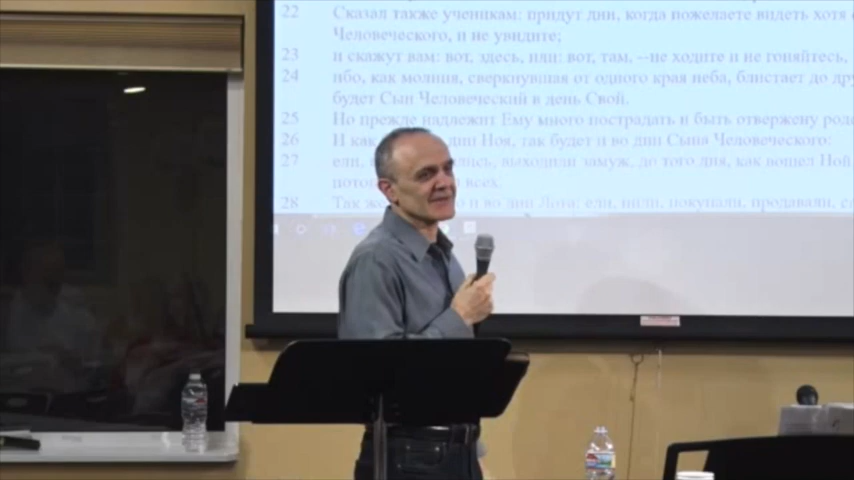 22 Сказал также ученикам: придут дни, когда пожелаете видеть хотя
Человеческого, и не увидите;
23 и скажут вам: вот, здесь, или: вот, там, --не ходите и не гоняйтесь,
24 ибо, как молния, сверкнувшая от одного края неба, блистает до
будет Сын Человеческий в день Свой.
25 Но прежде надлежит Ему много пострадать и быть отвержену
26 И как дни Ноя, так будет и во дни Сына Человеческого:
27 ели, выходили замуж, до того дня, как вошел Ной
всех.
28 Так и во дни Лота: ели, пили, покупали, продавали,